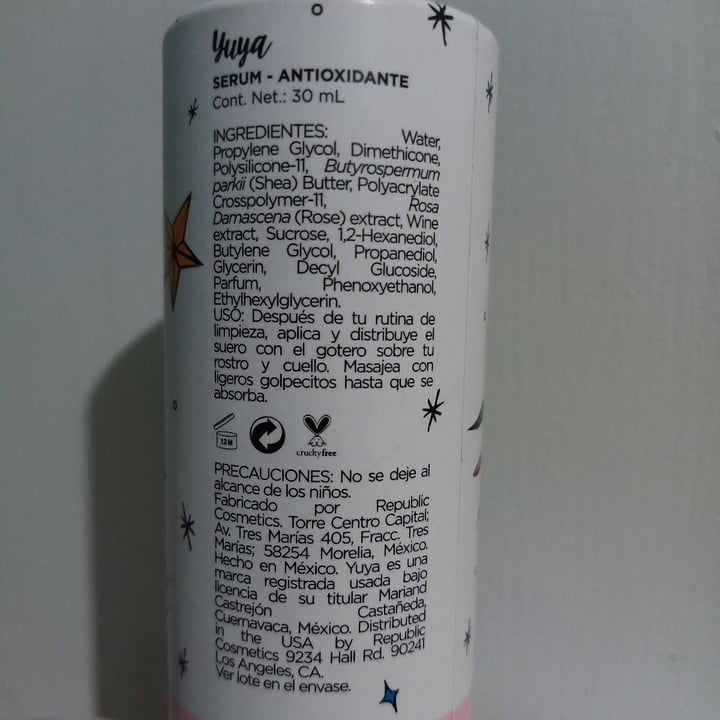 Yuya
SERUM - ANTIOXIDANTE
Cont. Net.: 30 mL
INGREDIENTES: Water,
Propylene Glycol, Dimethicone,
Polysilicone-11, Butyrospermum
parkii (Shea) Butter, Polyacrylate
Crosspolymer-11, Rosa
Damascena (Rose) extract, Wine
extract, Sucrose, 1,2-Hexanediol,
Butylene Glycol, Propanediol,
Glycerin, Decyl Glucoside,
Parfum, Phenoxyethanol,
Ethylhexylglycerin.
USO: Después de tu rutina de
limpieza, aplica y distribuye el
suero con el gotero sobre tu
rostro y cuello. Masajea con
ligeros golpecitos hasta que se
absorba.
12M
crueltyfree
PRECAUCIONES: No se deje al
alcance de los niños.
Fabricado por Republic
Cosmetics. Torre Centro Capital;
Av. Tres Marías 405, Fracc. Tres
Marías; 58254 Morelia, México.
Hecho en México. Yuya es una
marca registrada usada bajo
licencia de su titular Mariand
Castrejón Castañeda,
Cuernavaca, México. Distributed
in the USA by Republic
Cosmetics 9234 Hall Rd. 90241
Los Angeles, CA.
Ver lote en el envase.